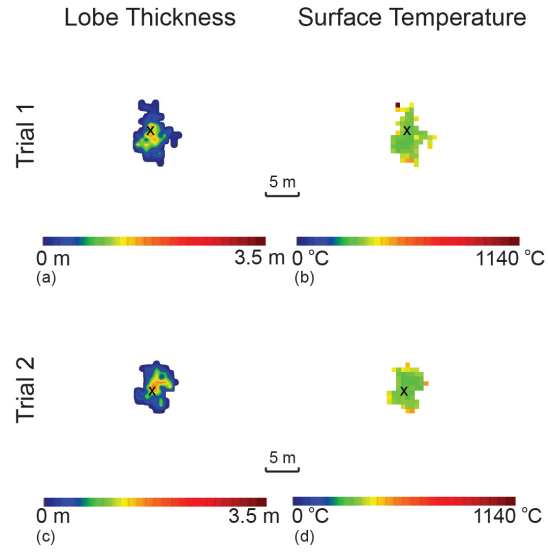 Lobe Thickness Surface Temperature
Trial 1
x x
5 m
0 m 3.5 m 0 °C 1140 °C
(a) (b)
Trial 2
x x
5 m
0 m 3.5 m 0 °C 1140 °C
(c) (d)